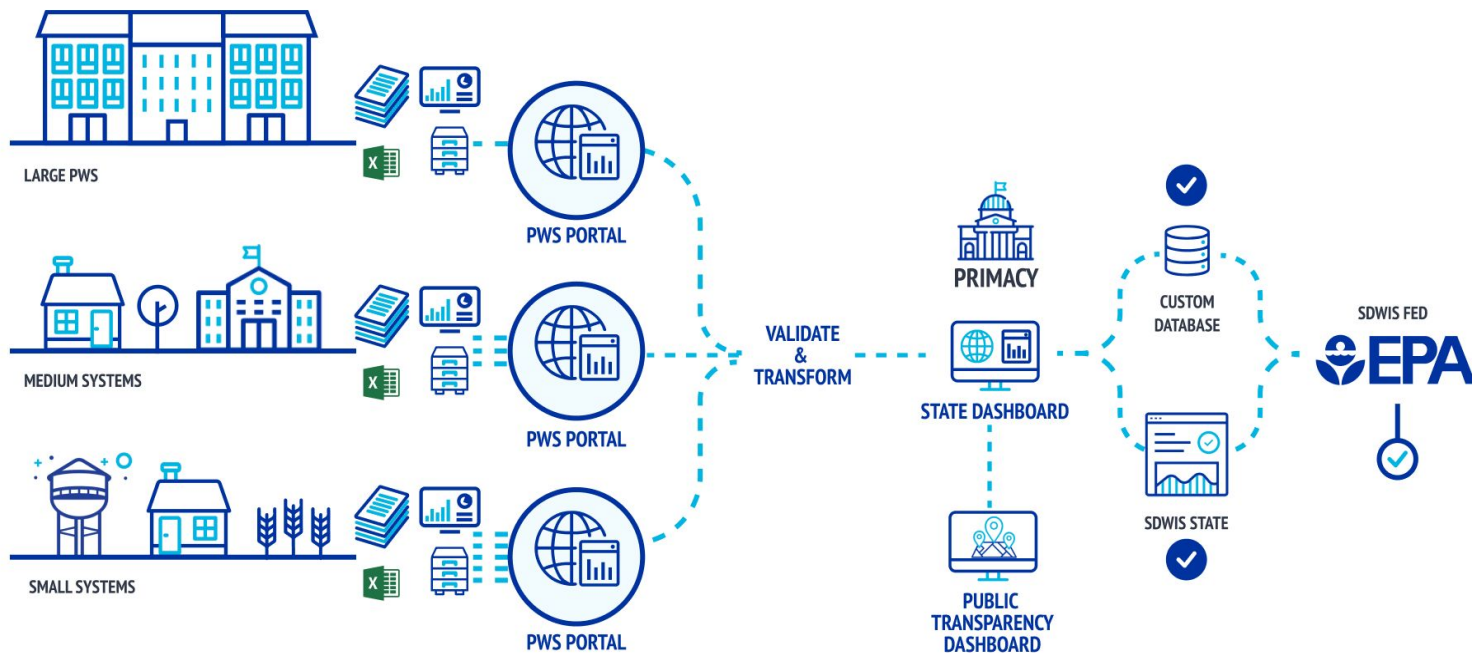 LARGE PWS
X
PWS PORTAL
MEDIUM SYSTEMS
X
PWS PORTAL
SMALL SYSTEMS
X
PWS PORTAL
VALIDATE
&
TRANSFORM
PRIMACY
STATE DASHBOARD
PUBLIC
TRANSPARENCY
DASHBOARD
CUSTOM
DATABASE
SDWIS STATE
SDWIS FED
EPA